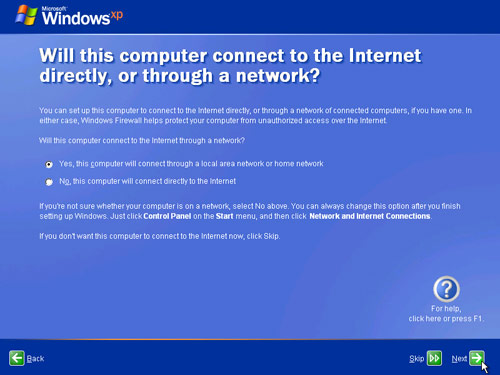 Microsoft
Windows xp
Will this computer connect to the Internet
directly, or through a network?
You can set up this computer to connect to the Internet directly, or through a network of connected computers, if you have one. In
either case, Windows Firewall helps protect your computer from unauthorized access over the Internet.
Will this computer connect to the Internet through a network?
Yes, this computer will connect through a local area network or home network
No, this computer will connect directly to the Internet
If you're not sure whether your computer is on a network, select No above. You can always change this option after you finish
setting up Windows. Just click Control Panel on the Start menu, and then click Network and Internet Connections.
If you don't want this computer to connect to the Internet now, click Skip.
?
For help,
click here or press F1.
Back
Skip
Next